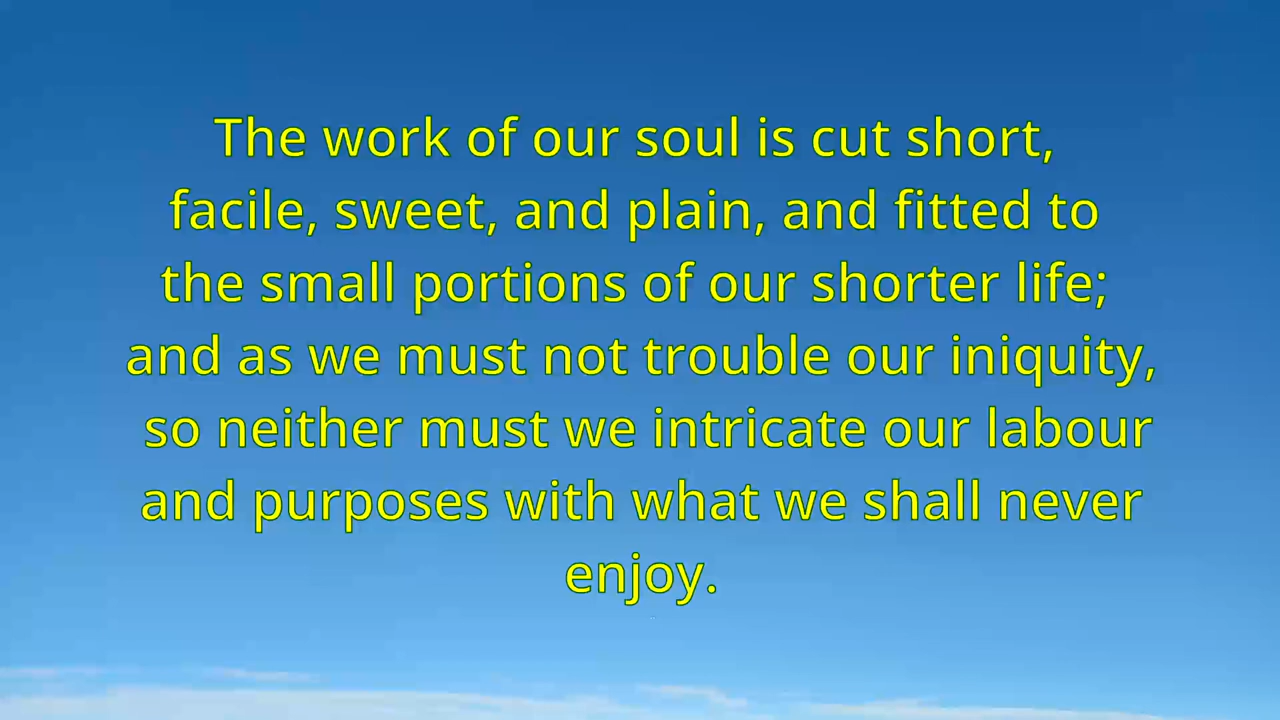 The work of our soul is cut short,
facile, sweet, and plain, and fitted to
the small portions of our shorter life;
and as we must not trouble our iniquity,
so neither must we intricate our labour
and purposes with what we shall never
enjoy.